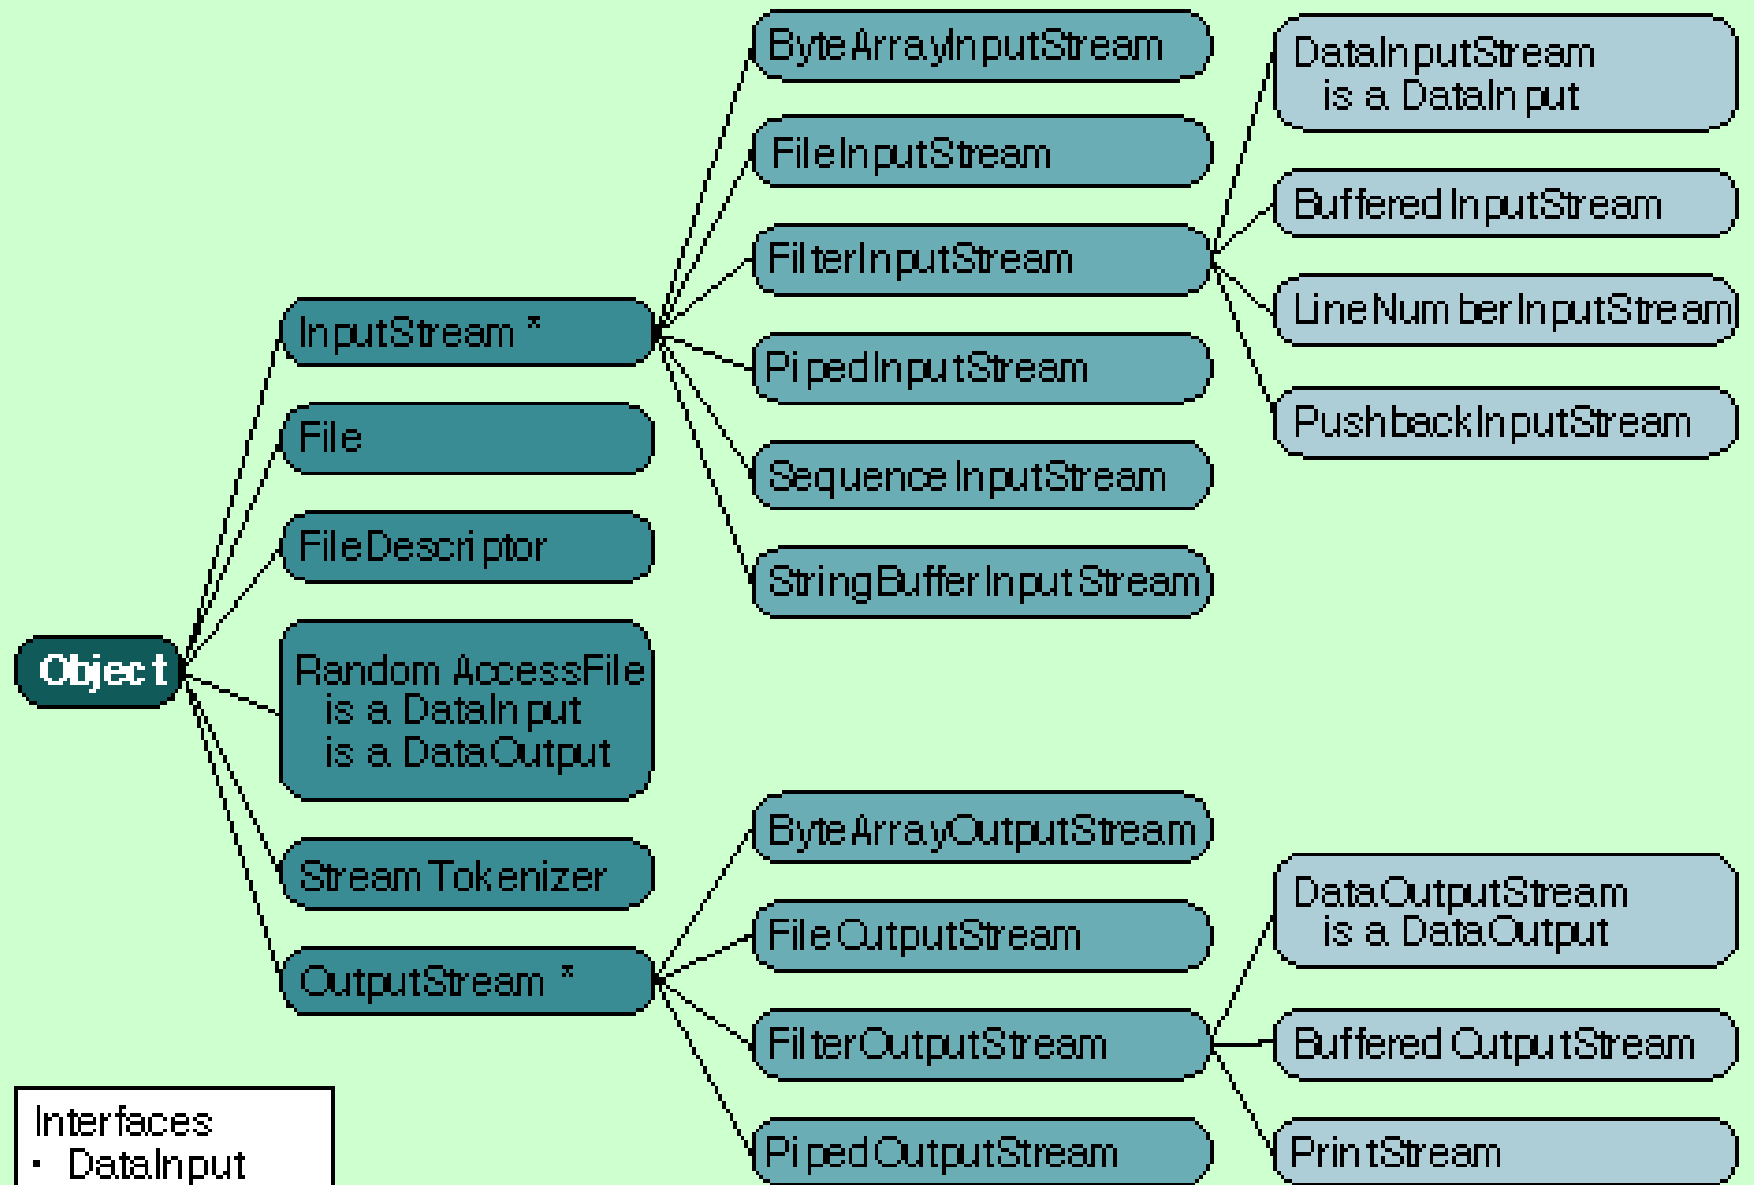 Object
InputStream *
File
FileDescriptor
RandomAccessFile
is a DataInput
is a DataOutput
StreamTokenizer
OutputStream *
ByteArrayInputStream
FileInputStream
FilterInputStream
PipedInputStream
SequenceInputStream
StringBufferInputStream
DataInputStream
is a DataInput
BufferedInputStream
LineNumberInputStream
PushbackInputStream
ByteArrayOutputStream
FileOutputStream
FilterOutputStream
PipedOutputStream
DataOutputStream
is a DataOutput
BufferedOutputStream
PrintStream
Interfaces
• DataInput